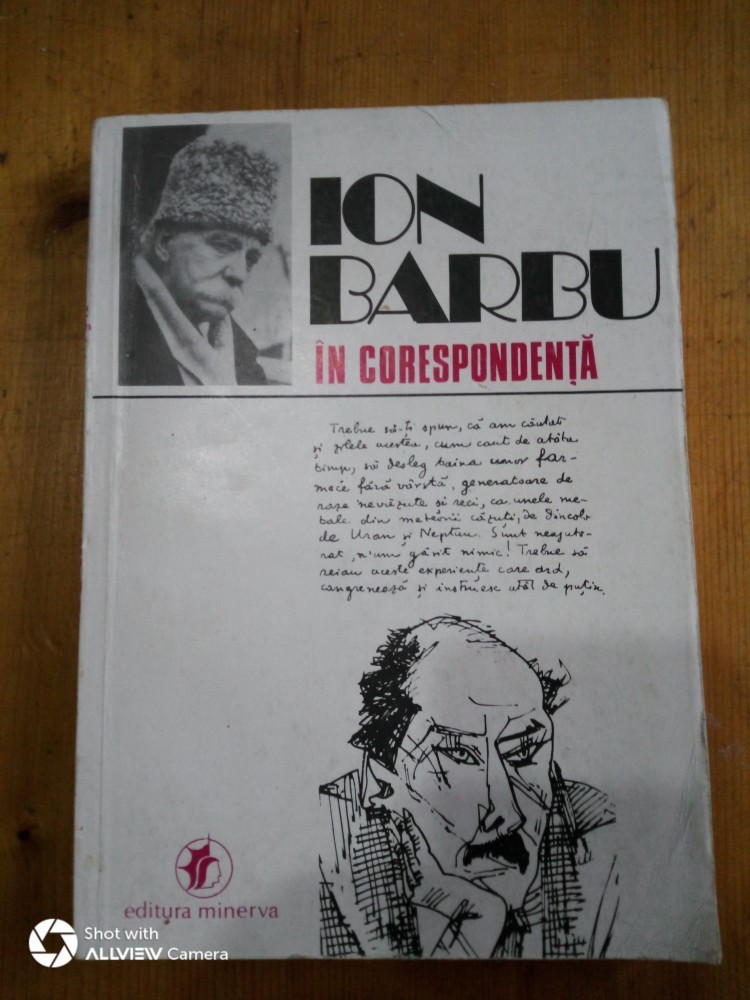 ION
BARBU
ÎN CORESPONDENȚĂ
Trebue să-ți spun, că am căutat
și zilele acestea, cum caut de atâta
timp, să desleg taina unor far-
mece fără vârstă, generatoare de
raze nevăzute și reci, ca unele me-
tale din meteorii căzuți, de dincolo
de Uran și Neptun. Sunt neajuto-
rat, n'am găsit nimic! Trebue să
reiau aceste experiențe care ard,
cangrenează și instruesc atât de puțin.
editura minerva
Shot with
ALLVIEW Camera